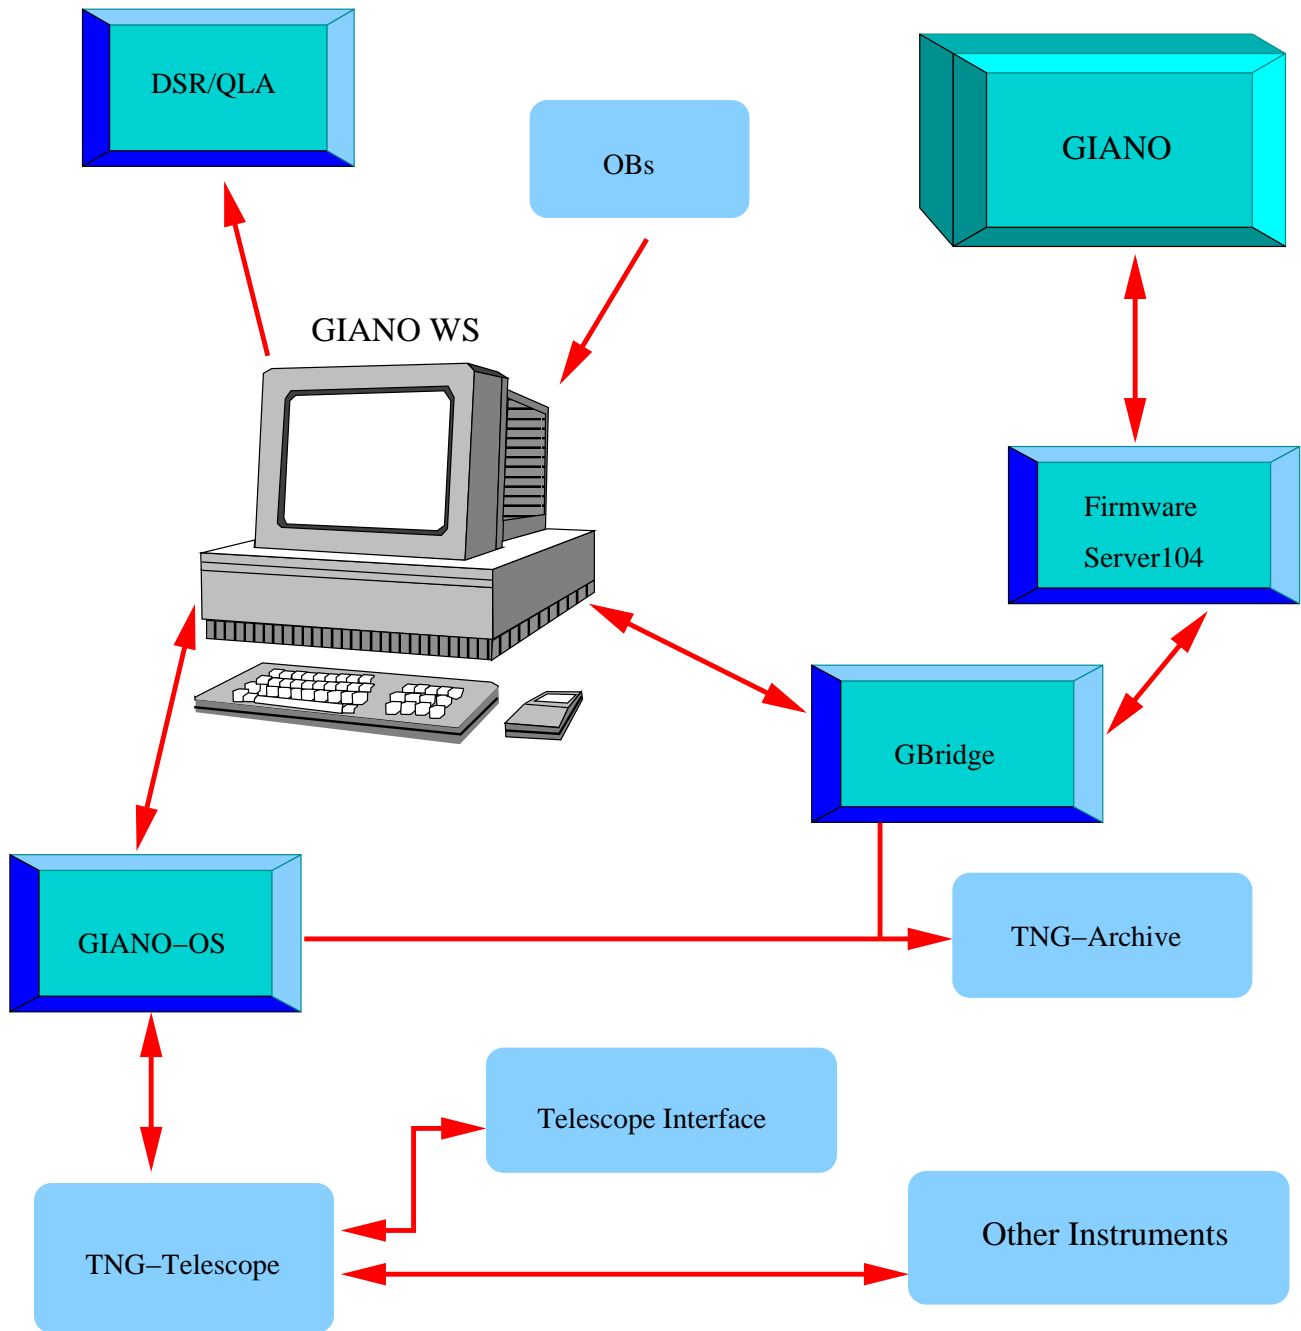 DSR/QLA
OBs
GIANO
GIANO WS
Firmware
Server104
GBridge
GIANO–OS
TNG–Archive
Telescope Interface
Other Instruments
TNG–Telescope